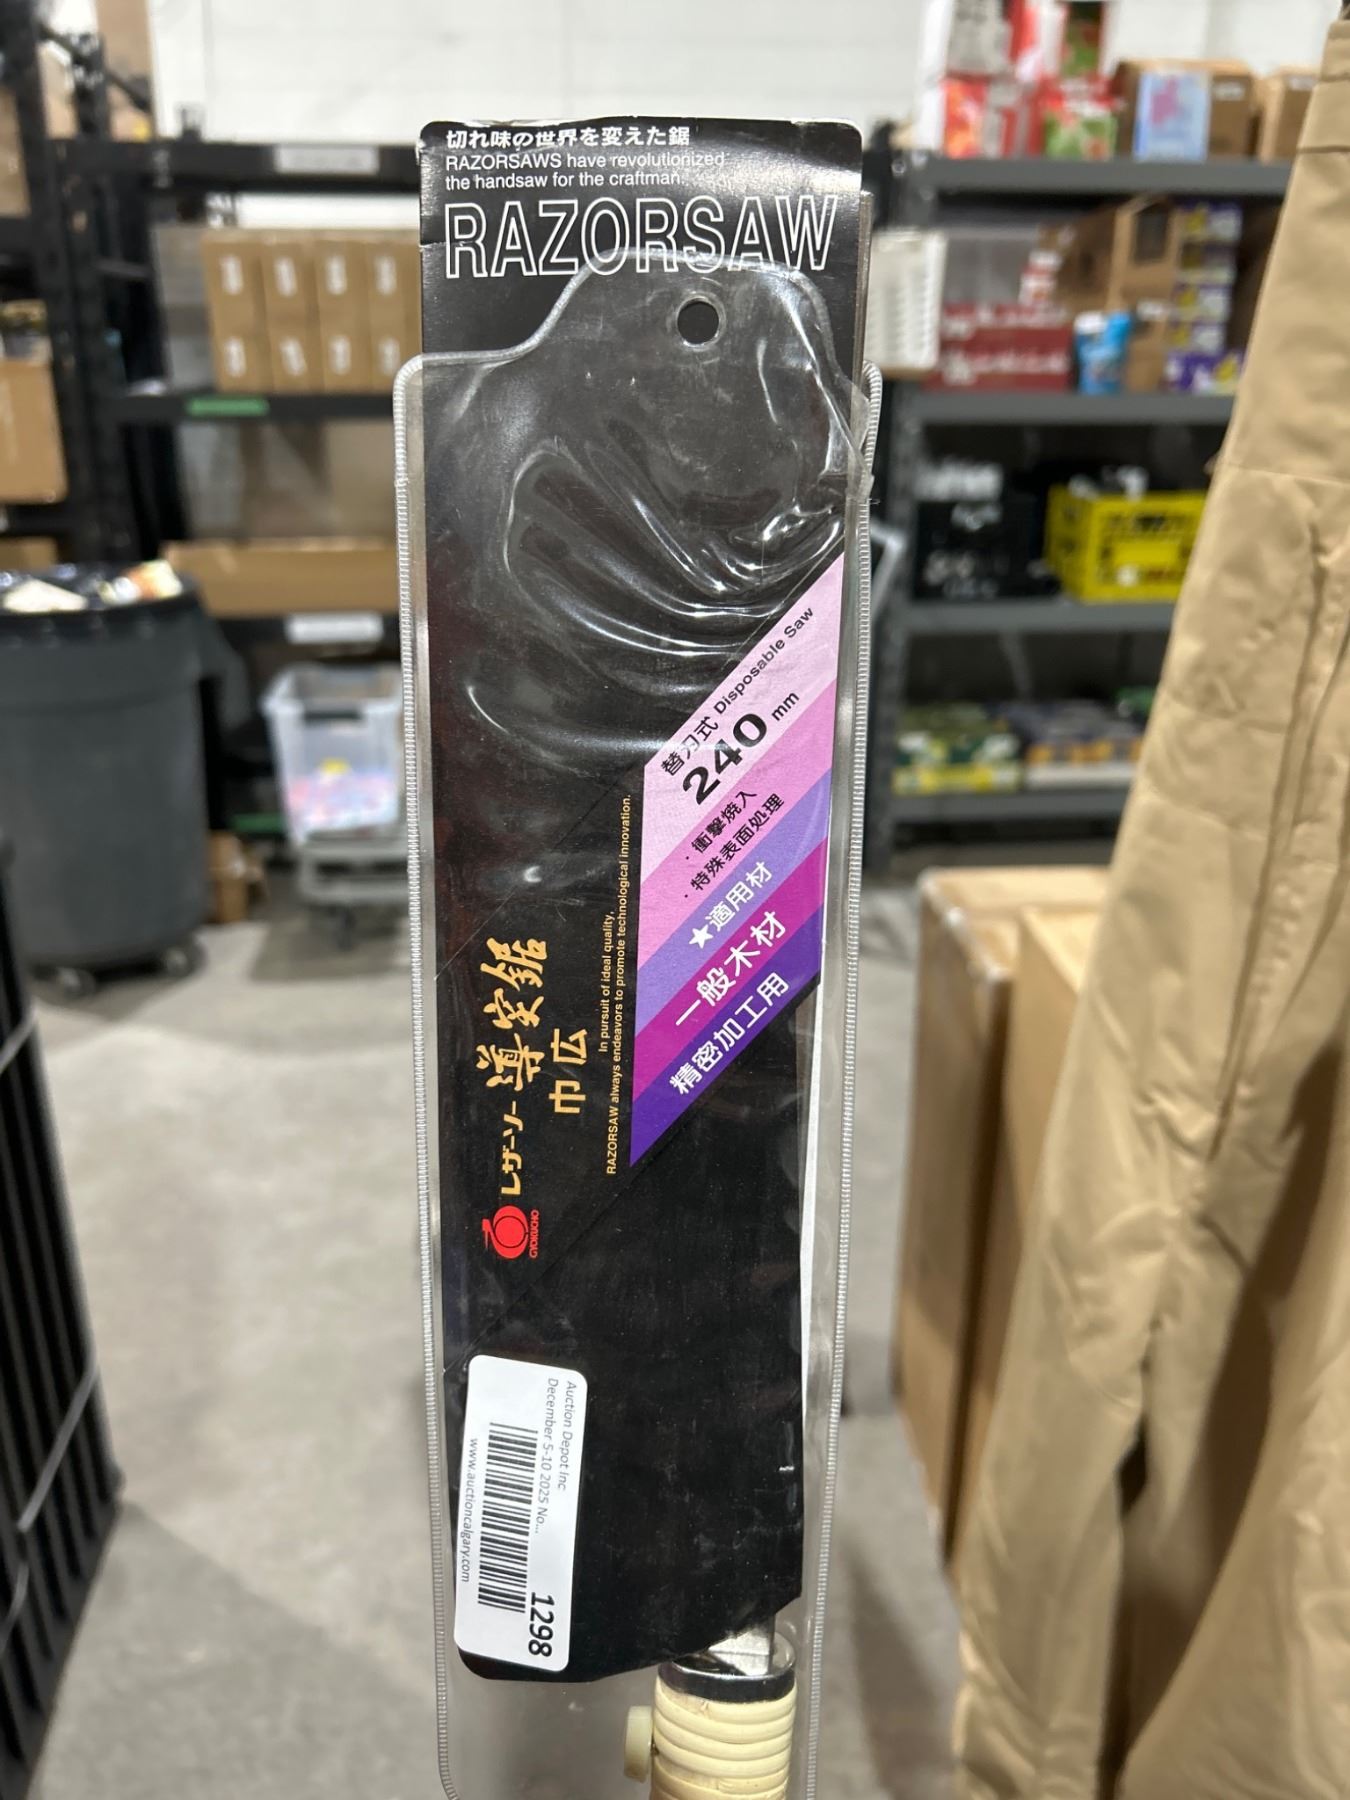 切れ味の世界を変えた鋸
RAZORSAWS have revolutionized
the handsaw for the craftman.
RAZORSAW
替刃式 Disposable Saw
240 mm
・衝撃焼入
・特殊表面処理
★適用材
一般木材
精密加工用
In pursuit of ideal quality,
RAZORSAW always endeavors to promote technological innovation.
レザーソー 導突鋸
巾広
GYOKUCHO
Auction Depot Inc
December 5-10 2025 No...
1298
www.auctioncalgary.com